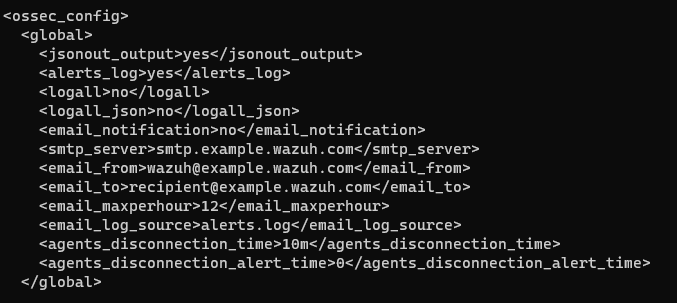 <ossec_config>
  <global>
    <jsonout_output>yes</jsonout_output>
    <alerts_log>yes</alerts_log>
    <logall>no</logall>
    <logall_json>no</logall_json>
    <email_notification>no</email_notification>
    <smtp_server>smtp.example.wazuh.com</smtp_server>
    <email_from>wazuh@example.wazuh.com</email_from>
    <email_to>recipient@example.wazuh.com</email_to>
    <email_maxperhour>12</email_maxperhour>
    <email_log_source>alerts.log</email_log_source>
    <agents_disconnection_time>10m</agents_disconnection_time>
    <agents_disconnection_alert_time>0</agents_disconnection_alert_time>
  </global>